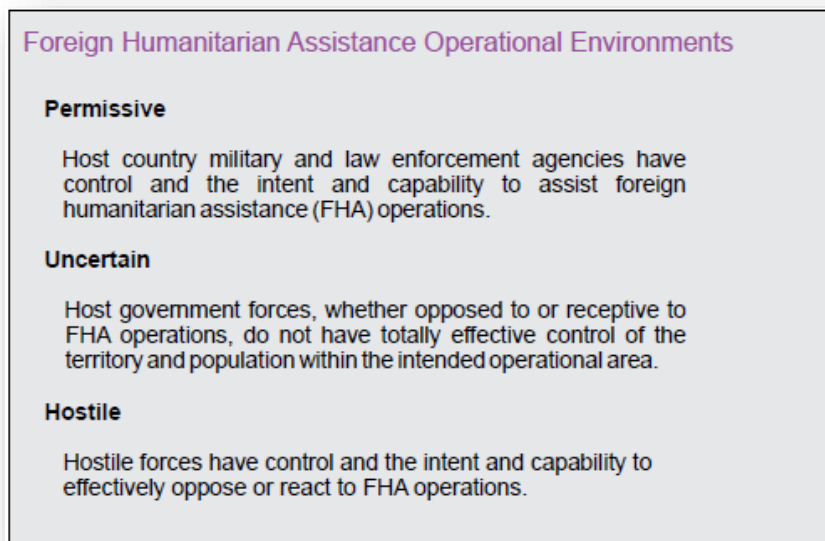 Foreign Humanitarian Assistance Operational Environments
Permissive
Host country military and law enforcement agencies have
control and the intent and capability to assist foreign
humanitarian assistance (FHA) operations.
Uncertain
Host government forces, whether opposed to or receptive to
FHA operations, do not have totally effective control of the
territory and population within the intended operational area.
Hostile
Hostile forces have control and the intent and capability to
effectively oppose or react to FHA operations.